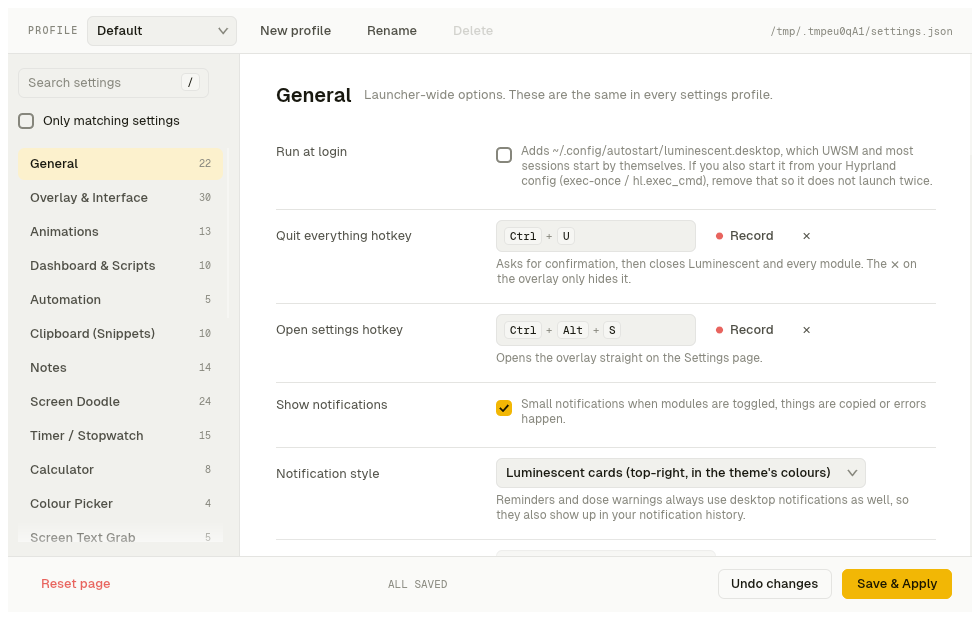 PROFILE Default New profile Rename Delete /tmp/.tmpeu0qA1/settings.json
Search settings /
Only matching settings
General 22
Overlay & Interface 30
Animations 13
Dashboard & Scripts 10
Automation 5
Clipboard (Snippets) 10
Notes 14
Screen Doodle 24
Timer / Stopwatch 15
Calculator 8
Colour Picker 4
Screen Text Grab 5
General Launcher-wide options. These are the same in every settings profile.
Run at login
Adds ~/.config/autostart/luminescent.desktop, which UWSM and most
sessions start by themselves. If you also start it from your Hyprland
config (exec-once / hl.exec_cmd), remove that so it does not launch twice.
Quit everything hotkey
Ctrl + U Record ×
Asks for confirmation, then closes Luminescent and every module. The × on
the overlay only hides it.
Open settings hotkey
Ctrl + Alt + S Record ×
Opens the overlay straight on the Settings page.
Show notifications
Small notifications when modules are toggled, things are copied or errors
happen.
Notification style
Luminescent cards (top-right, in the theme's colours)
Reminders and dose warnings always use desktop notifications as well, so
they also show up in your notification history.
Reset page ALL SAVED Undo changes Save & Apply